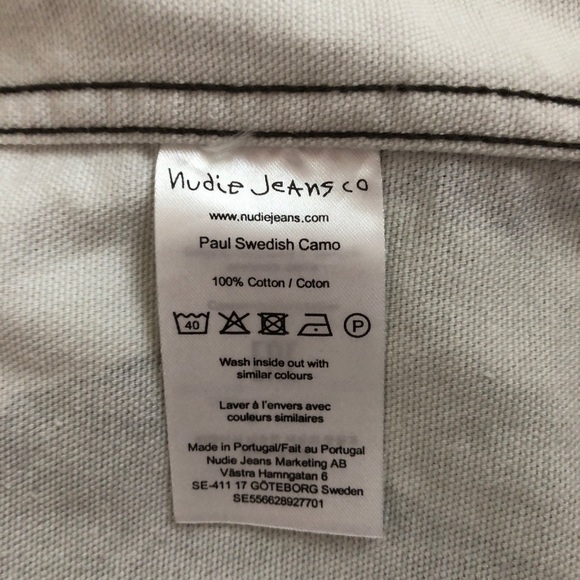 nudie jeans co
www.nudiejeans.com
Paul Swedish Camo
100% Cotton / Coton
40 P
Wash inside out with
similar colours
Laver à l'envers avec
couleurs similaires
Made in Portugal/Fait au Portugal
Nudie Jeans Marketing AB
Västra Hamngatan 6
SE-411 17 GÖTEBORG Sweden
SE556628927701